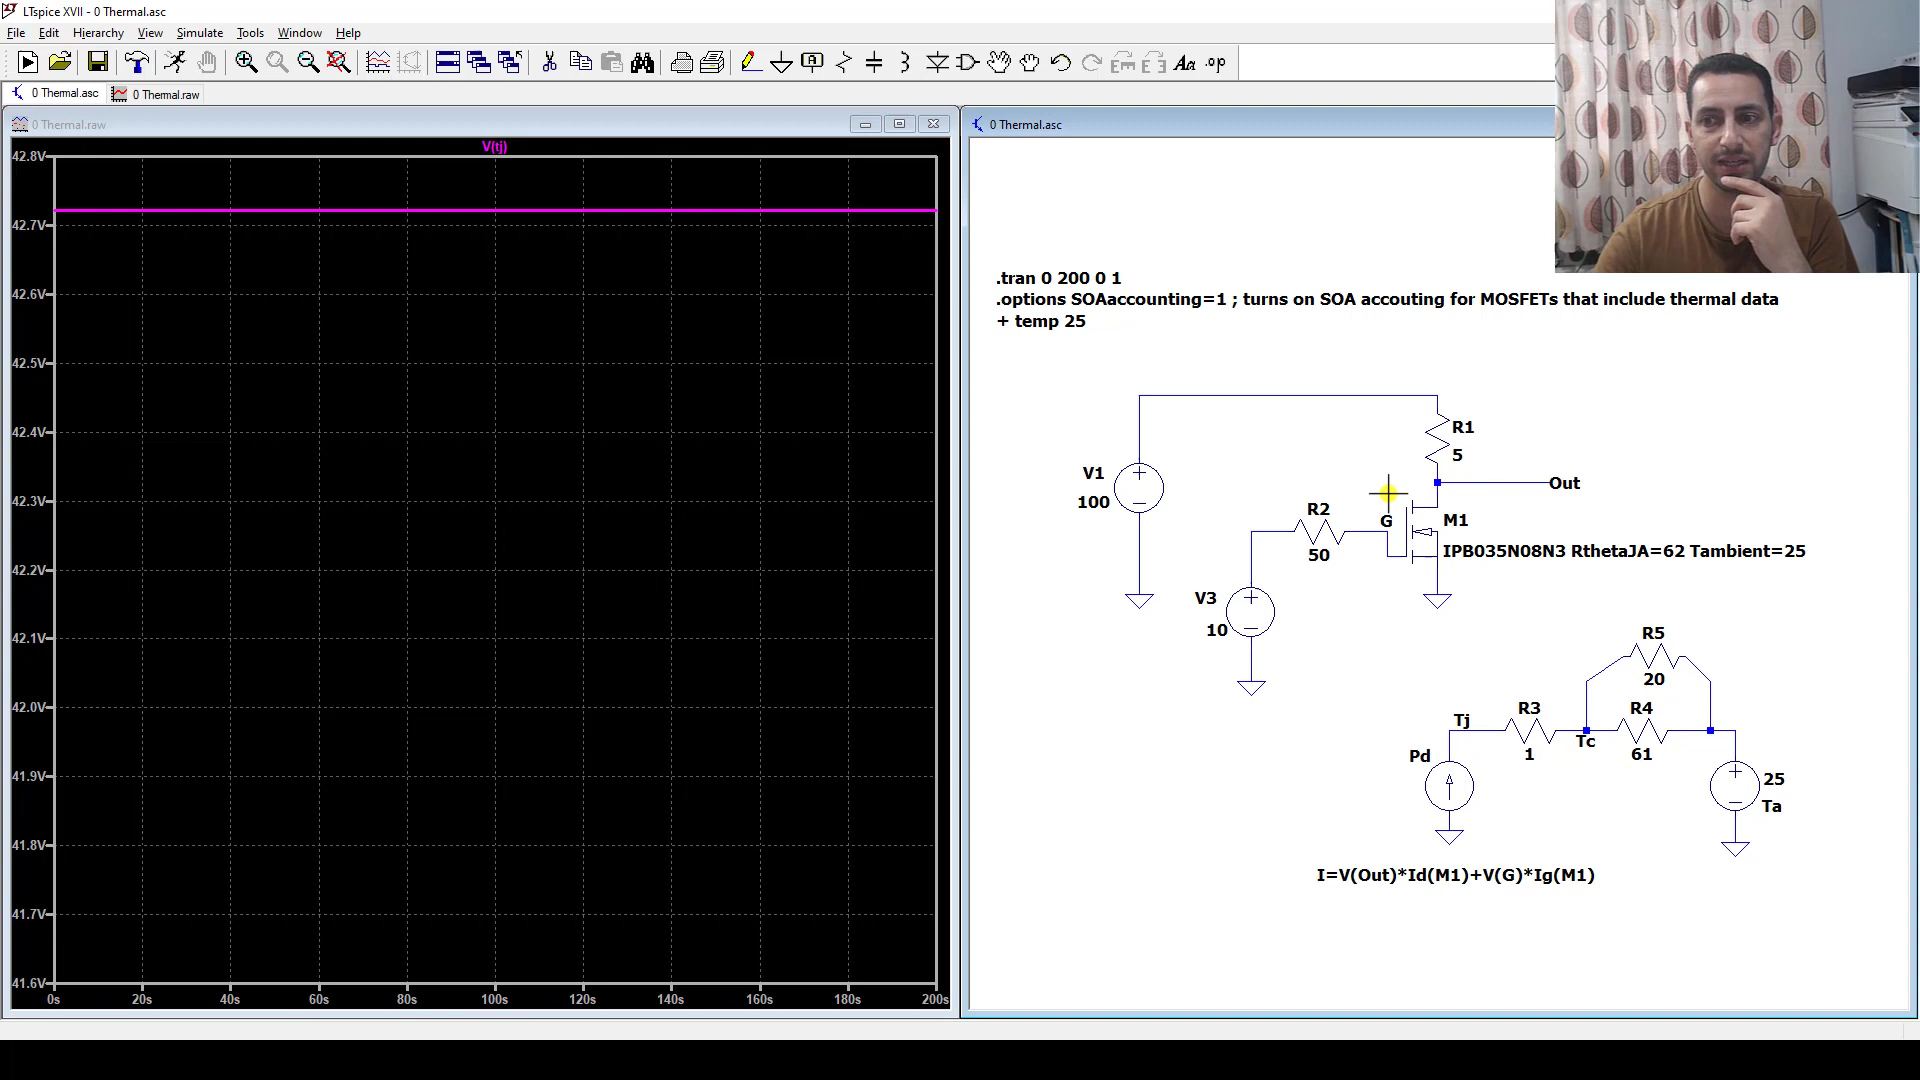 LTspice XVII - 0 Thermal.asc
File Edit Hierarchy View Simulate Tools Window Help
.op
0 Thermal.asc 0 Thermal.raw
0 Thermal.raw
V(tj)
42.8V
42.7V
42.6V
42.5V
42.4V
42.3V
42.2V
42.1V
42.0V
41.9V
41.8V
41.7V
41.6V
0s 20s 40s 60s 80s 100s 120s 140s 160s 180s 200s
0 Thermal.asc
.tran 0 200 0 1
.options SOAaccounting=1 ; turns on SOA accouting for MOSFETs that include thermal data
+ temp 25
R1
5
V1
100
Out
R2
50
G
M1
IPB035N08N3 RthetaJA=62 Tambient=25
V3
10
R5
20
R3
1
R4
61
Tj
Tc
Pd
25
Ta
I=V(Out)*Id(M1)+V(G)*Ig(M1)